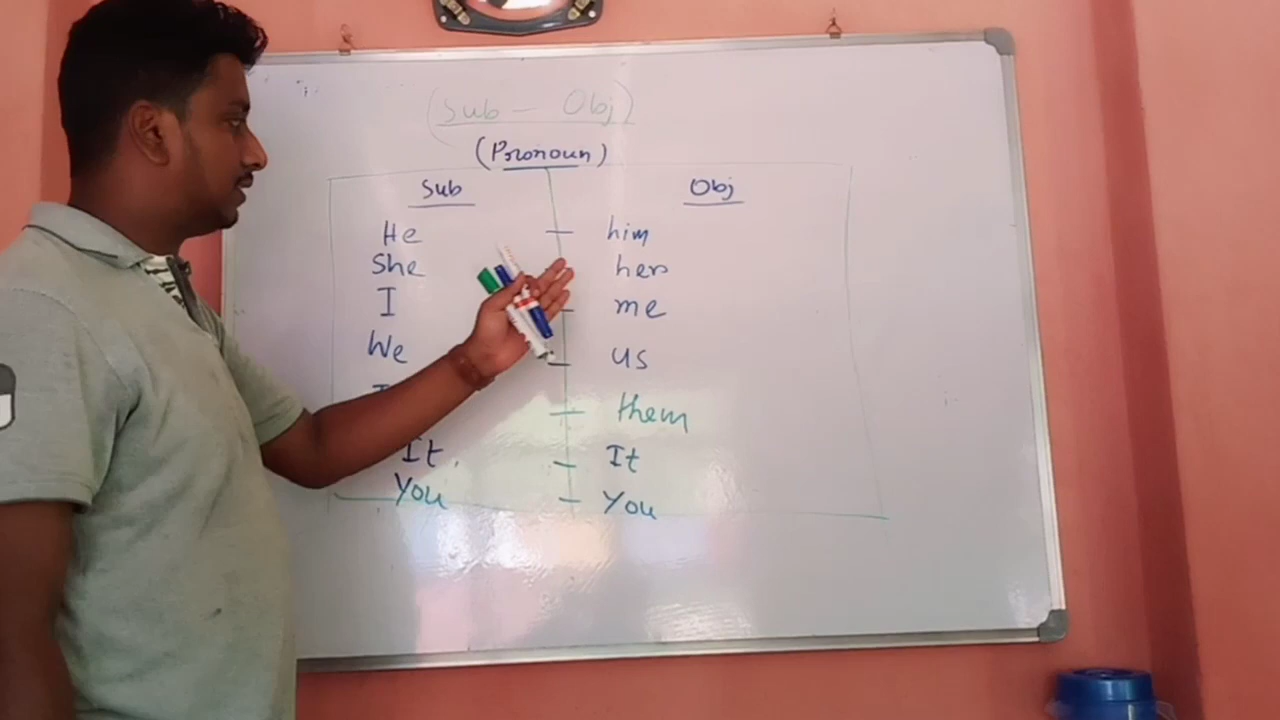 (Sub - Obj)
(Pronoun)
Sub Obj
He - him
She her
I - me
We - us
- them
It - It
You - You